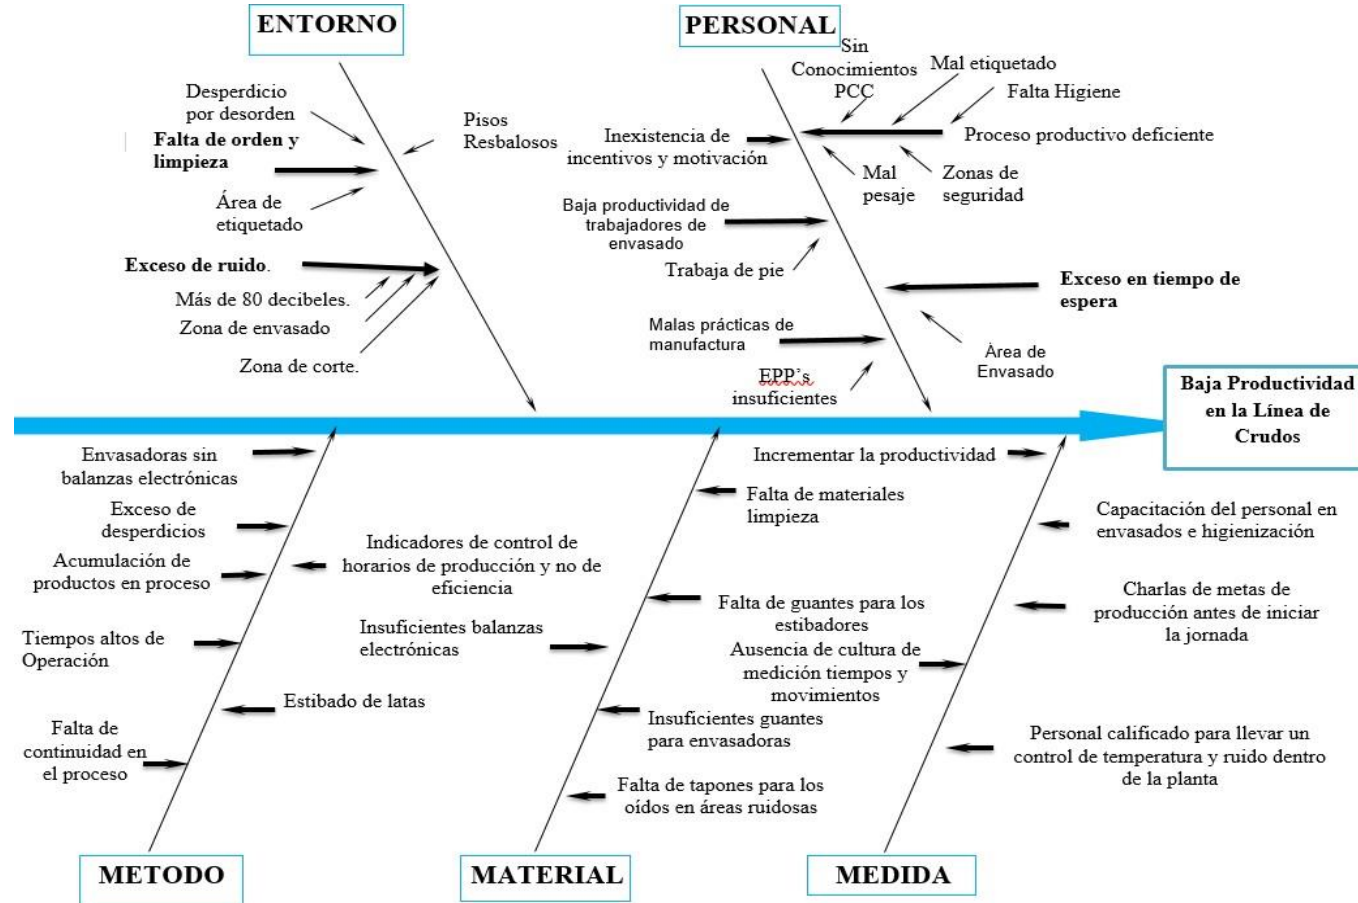 ENTORNO
Desperdicio
por desorden
Falta de orden y
limpieza
Pisos
Resbalosos
Área de
etiquetado
Exceso de ruido.
Más de 80 decibeles.
Zona de envasado
Zona de corte.
PERSONAL
Sin
Conocimientos
PCC
Mal etiquetado
Falta Higiene
Proceso productivo deficiente
Inexistencia de
incentivos y motivación
Mal
pesaje
Zonas de
seguridad
Baja productividad de
trabajadores de
envasado
Trabaja de pie
Exceso en tiempo de
espera
Malas prácticas de
manufactura
Área de
Envasado
EPP's
insuficientes
Baja Productividad
en la Línea de
Crudos
Envasadoras sin
balanzas electrónicas
Exceso de
desperdicios
Acumulación de
productos en proceso
Indicadores de control de
horarios de producción y no de
eficiencia
Tiempos altos de
Operación
Estibado de latas
Falta de
continuidad en
el proceso
METODO
Falta de materiales
limpieza
Falta de guantes para los
estibadores
Insuficientes balanzas
electrónicas
Insuficientes guantes
para envasadoras
Falta de tapones para los
oídos en áreas ruidosas
MATERIAL
Incrementar la productividad
Capacitación del personal en
envasados e higienización
Charlas de metas de
producción antes de iniciar
la jornada
Ausencia de cultura de
medición tiempos y
movimientos
Personal calificado para llevar un
control de temperatura y ruido dentro
de la planta
MEDIDA